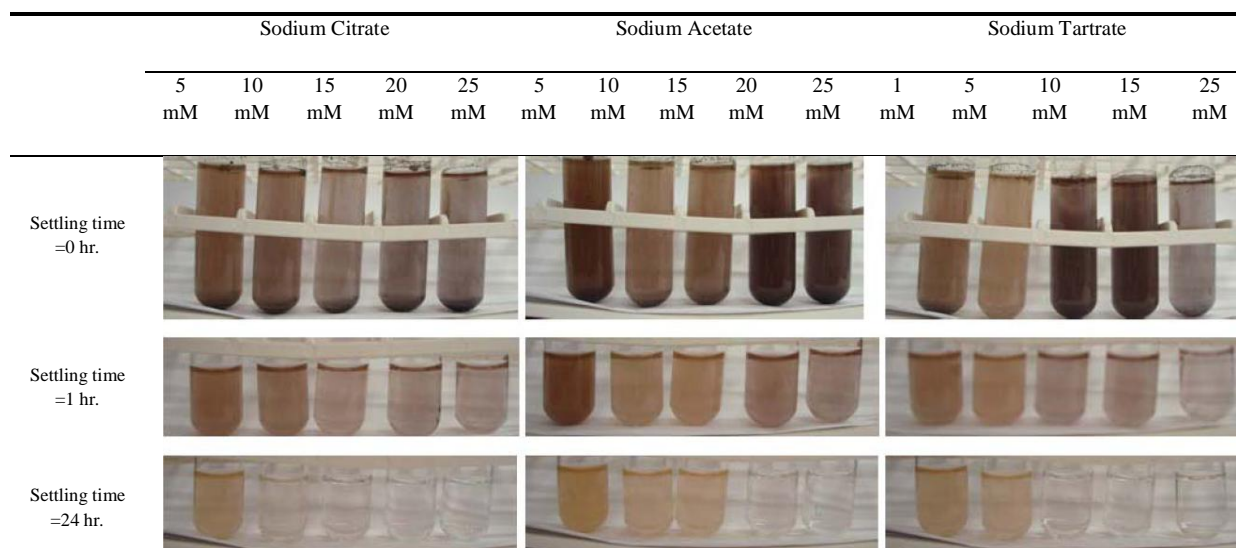 Sodium Citrate Sodium Acetate Sodium Tartrate
5 10 15 20 25 5 10 15 20 25 1 5 10 15 25
mM mM mM mM mM mM mM mM mM mM mM mM mM mM mM
Settling time
=0 hr.
Settling time
=1 hr.
Settling time
=24 hr.